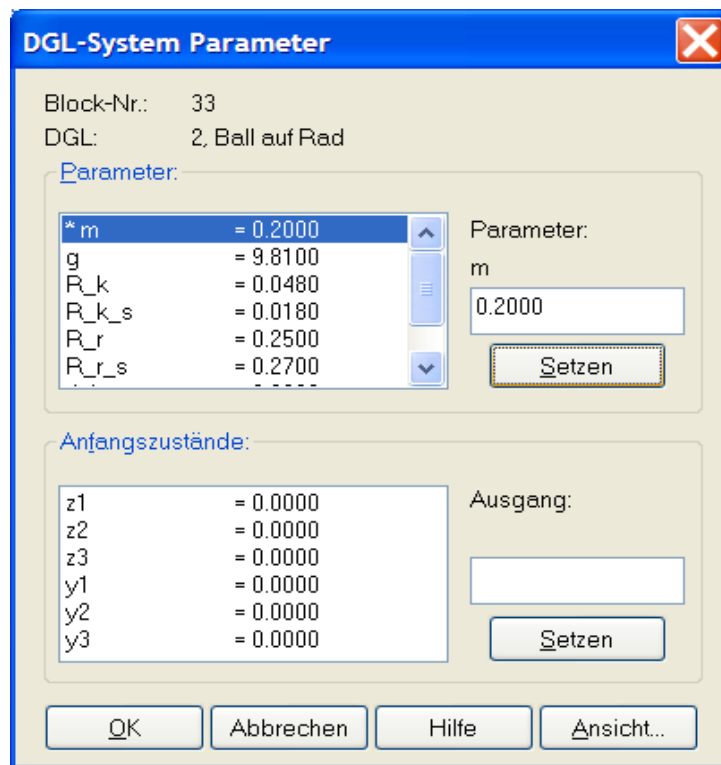 DGL-System Parameter
Block-Nr.: 33
DGL: 2, Ball auf Rad
Parameter:
* m = 0.2000
g = 9.8100
R_k = 0.0480
R_k_s = 0.0180
R_r = 0.2500
R_r_s = 0.2700
Parameter:
m
0.2000
Setzen
Anfangszustände:
z1 = 0.0000
z2 = 0.0000
z3 = 0.0000
y1 = 0.0000
y2 = 0.0000
y3 = 0.0000
Ausgang:
Setzen
OK Abbrechen Hilfe Ansicht...